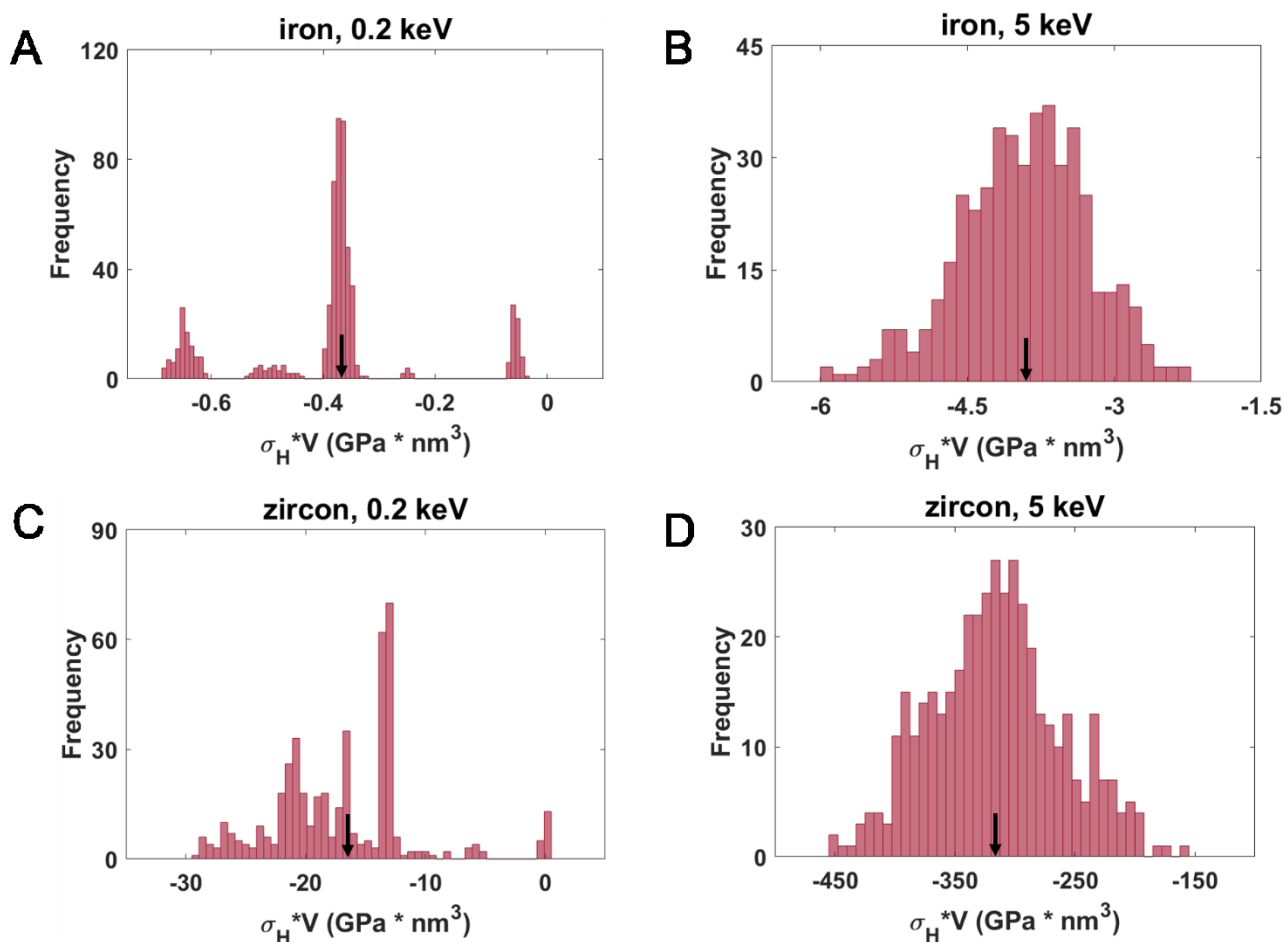 A
iron, 0.2 keV
120
80
40
0
Frequency
-0.6
-0.4
-0.2
0
σH*V (GPa * nm³)
B
iron, 5 keV
45
30
15
0
Frequency
-6
-4.5
-3
-1.5
σH*V (GPa * nm³)
C
zircon, 0.2 keV
90
60
30
0
Frequency
-30
-20
-10
0
σH*V (GPa * nm³)
D
zircon, 5 keV
30
20
10
0
Frequency
-450
-350
-250
-150
σH*V (GPa * nm³)